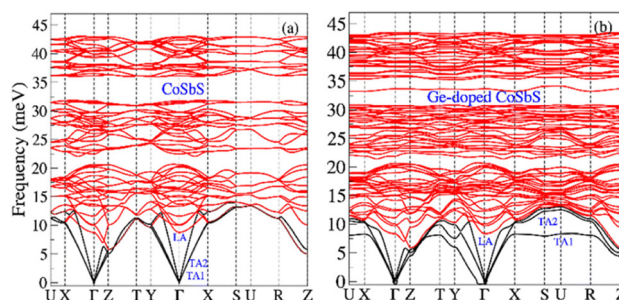 (a)
CoSbS
LA
TA2
TA1
Frequency (meV)
45
40
35
30
25
20
15
10
5
0
U X Γ Z T Y Γ X S U R Z
(b)
Ge-doped CoSbS
LA
TA2
TA1
45
40
35
30
25
20
15
10
5
0
U X Γ Z T Y Γ X S U R Z